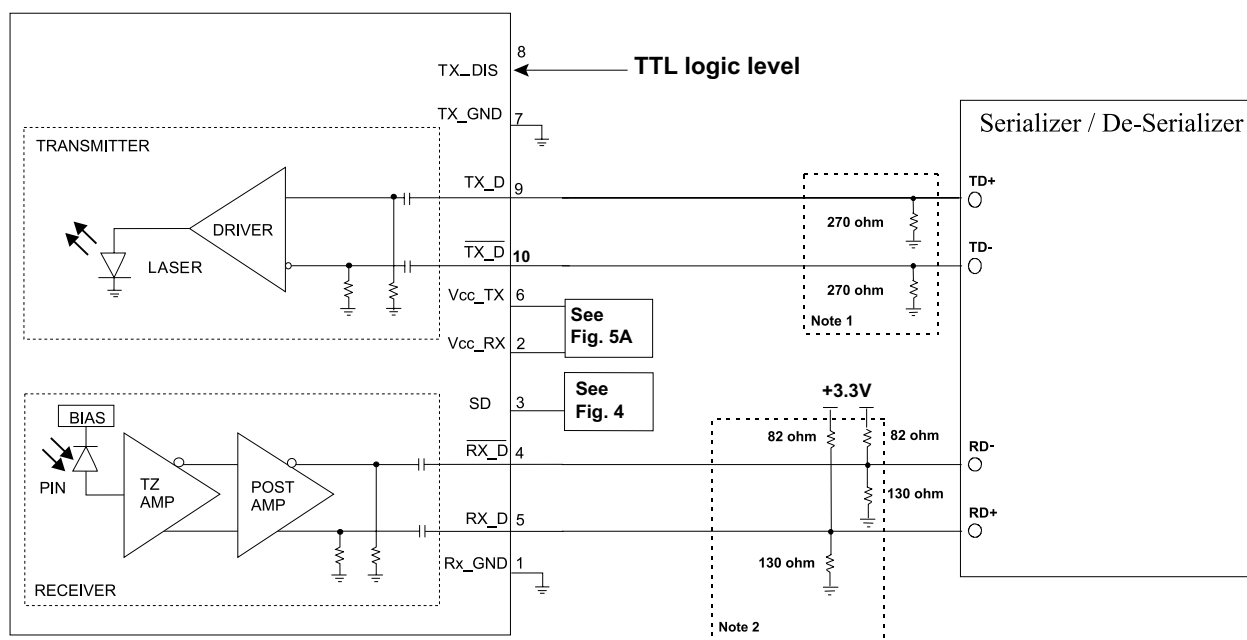 8
TX_DIS
TTL logic level
TX_GND
7
Serializer / De-Serializer
TRANSMITTER
TX_D
9
TD+
270 ohm
DRIVER
LASER
TX_D
10
TD-
270 ohm
Note 1
Vcc_TX
6
See
Fig. 5A
Vcc_RX
2
SD
3
See
Fig. 4
+3.3V
BIAS
82 ohm
82 ohm
RX_D
4
RD-
PIN
TZ
AMP
POST
AMP
130 ohm
RX_D
5
RD+
130 ohm
Rx_GND
1
RECEIVER
Note 2